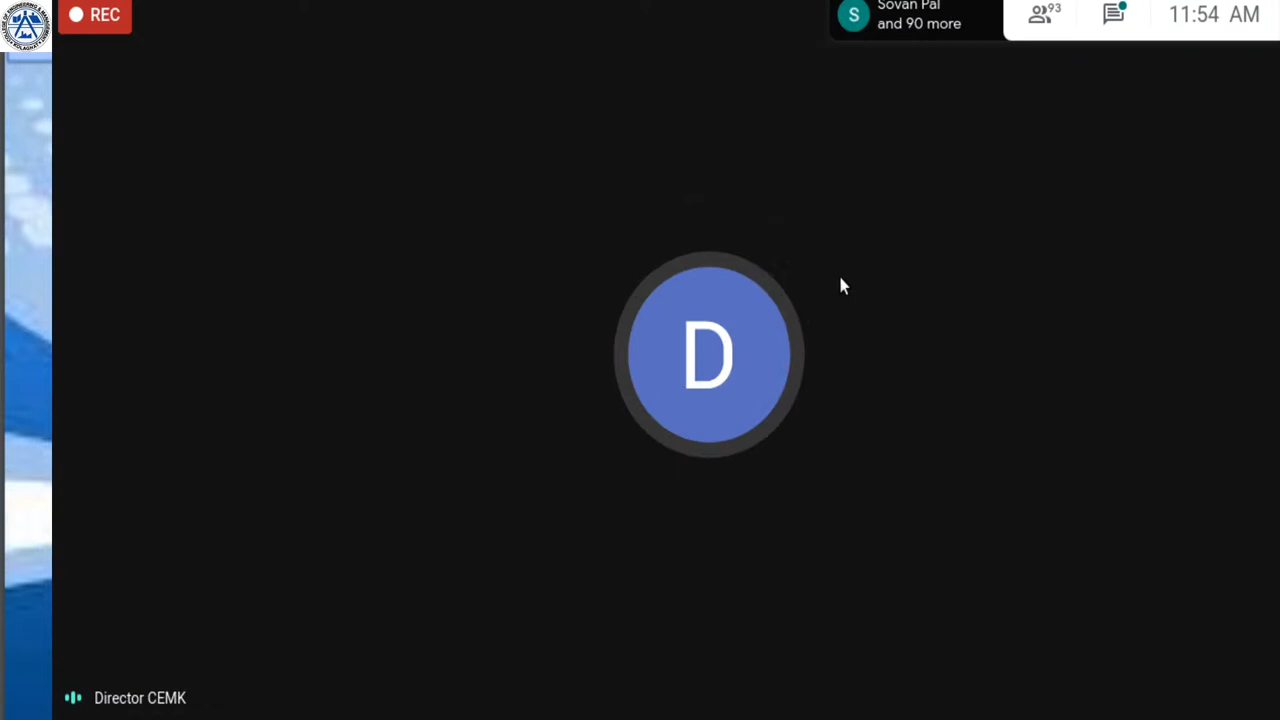 REC
S
Sovan Pal
and 90 more
93
11:54 AM
D
Director CEMK